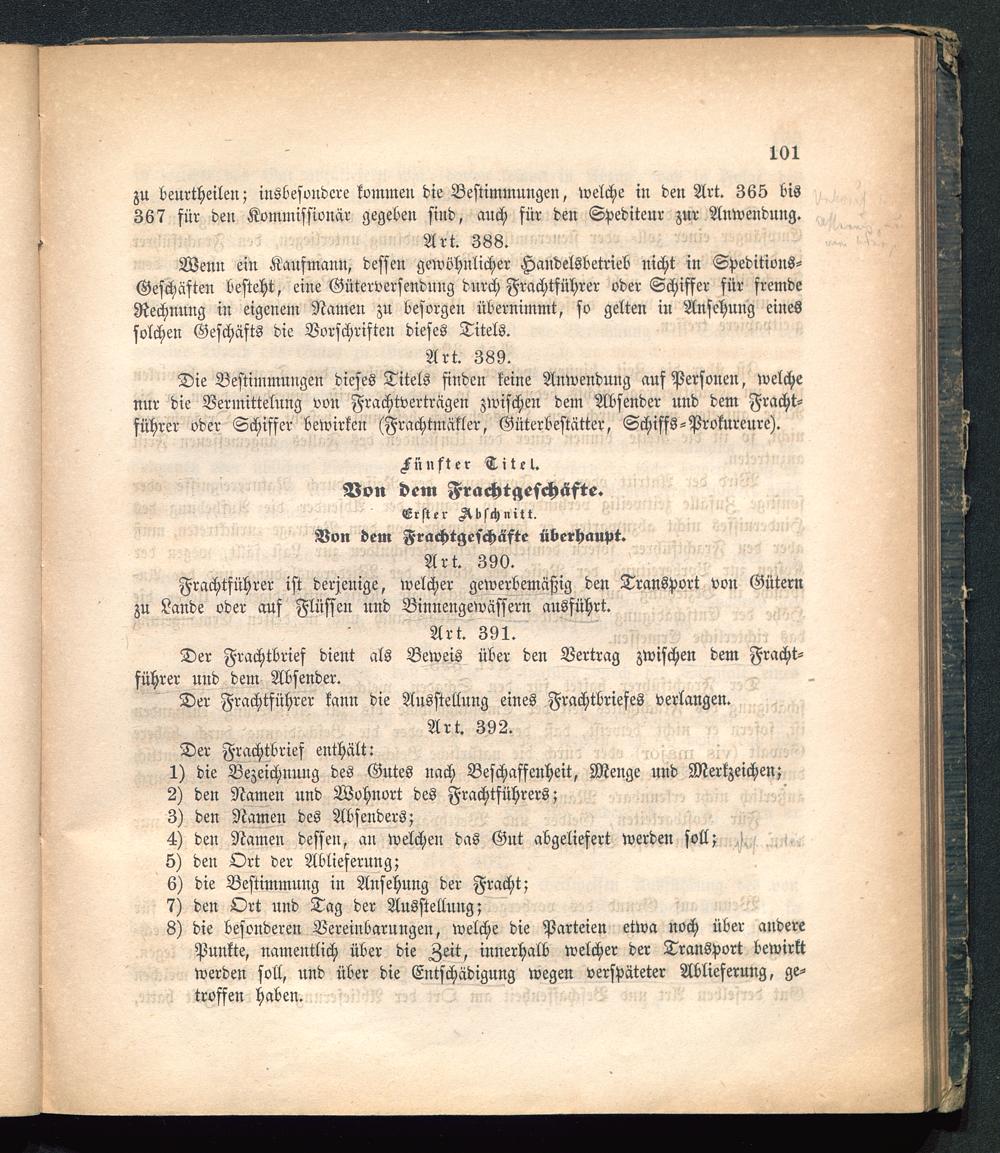 101
zu beurtheilen; insbesondere kommen die Bestimmungen, welche in den Art. 365 bis
367 für den Kommissionär gegeben sind, auch für den Spediteur zur Anwendung.
Art. 388.
Wenn ein Kaufmann, dessen gewöhnlicher Handelsbetrieb nicht in Speditions-
Geschäften besteht, eine Güterversendung durch Frachtführer oder Schiffer für fremde
Rechnung in eigenem Namen zu besorgen übernimmt, so gelten in Ansehung eines
solchen Geschäfts die Vorschriften dieses Titels.
Art. 389.
Die Bestimmungen dieses Titels finden keine Anwendung auf Personen, welche
nur die Vermittelung von Frachtverträgen zwischen dem Absender und dem Fracht-
führer oder Schiffer bewirken (Frachtmäkler, Güterbestätter, Schiffs-Prokureure).
Fünfter Titel.
Von dem Frachtgeschäfte.
Erster Abschnitt.
Von dem Frachtgeschäfte überhaupt.
Art. 390.
Frachtführer ist derjenige, welcher gewerbemäßig den Transport von Gütern
zu Lande oder auf Flüssen und Binnengewässern ausführt.
Art. 391.
Der Frachtbrief dient als Beweis über den Vertrag zwischen dem Fracht-
führer und dem Absender.
Der Frachtführer kann die Ausstellung eines Frachtbriefes verlangen.
Art. 392.
Der Frachtbrief enthält:
1) die Bezeichnung des Gutes nach Beschaffenheit, Menge und Merkzeichen;
2) den Namen und Wohnort des Frachtführers;
3) den Namen des Absenders;
4) den Namen dessen, an welchen das Gut abgeliefert werden soll;
5) den Ort der Ablieferung;
6) die Bestimmung in Ansehung der Fracht;
7) den Ort und Tag der Ausstellung;
8) die besonderen Vereinbarungen, welche die Parteien etwa noch über andere
Punkte, namentlich über die Zeit, innerhalb welcher der Transport bewirkt
werden soll, und über die Entschädigung wegen verspäteter Ablieferung, ge-
troffen haben.